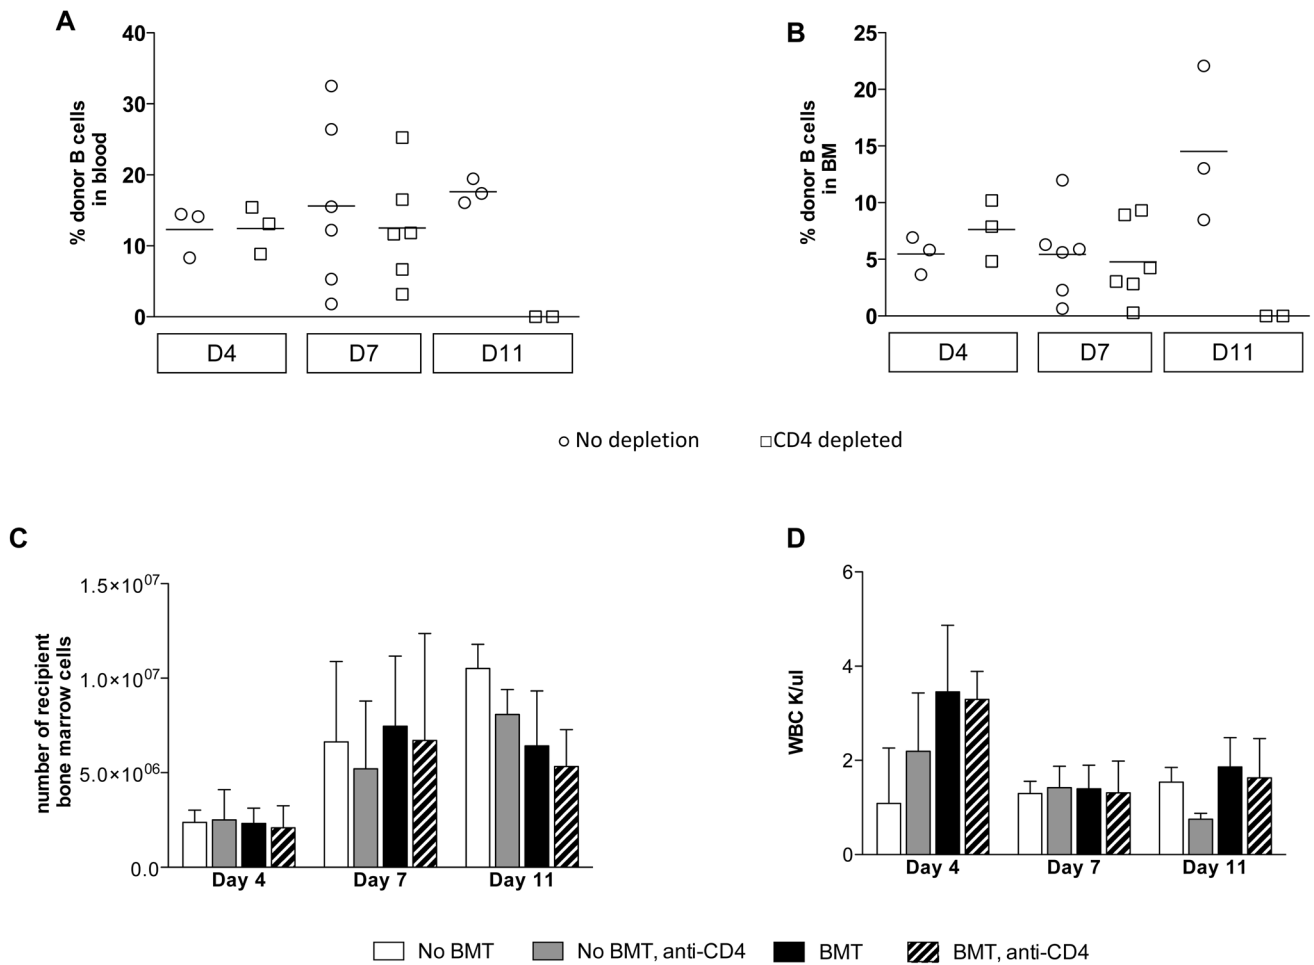 A
% donor B cells
in blood
40
30
20
10
0
D4
D7
D11
B
% donor B cells
in BM
25
20
15
10
5
0
D4
D7
D11
No depletion
CD4 depleted
C
number of recipient
bone marrow cells
1.5×10⁰⁷
1.0×10⁰⁷
5.0×10⁰⁶
0.0
Day 4
Day 7
Day 11
D
WBC K/ul
6
4
2
0
Day 4
Day 7
Day 11
No BMT
No BMT, anti-CD4
BMT
BMT, anti-CD4